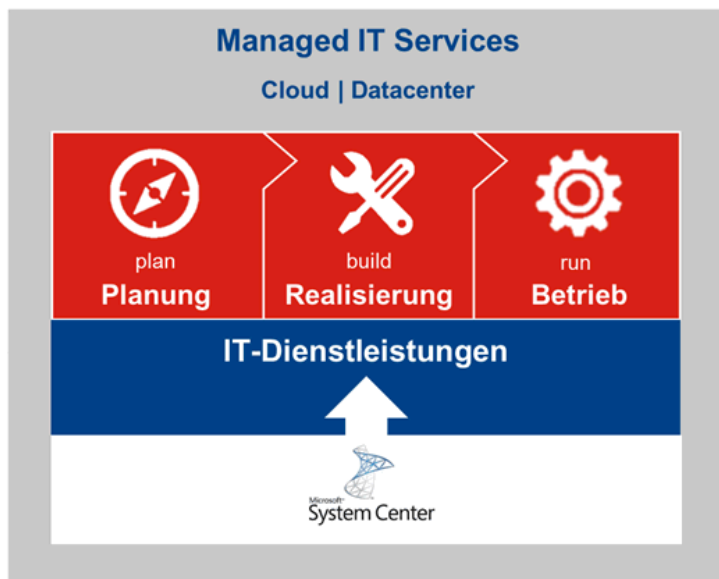 Managed IT Services
Cloud | Datacenter
plan
Planung
build
Realisierung
run
Betrieb
IT-Dienstleistungen
Microsoft
System Center